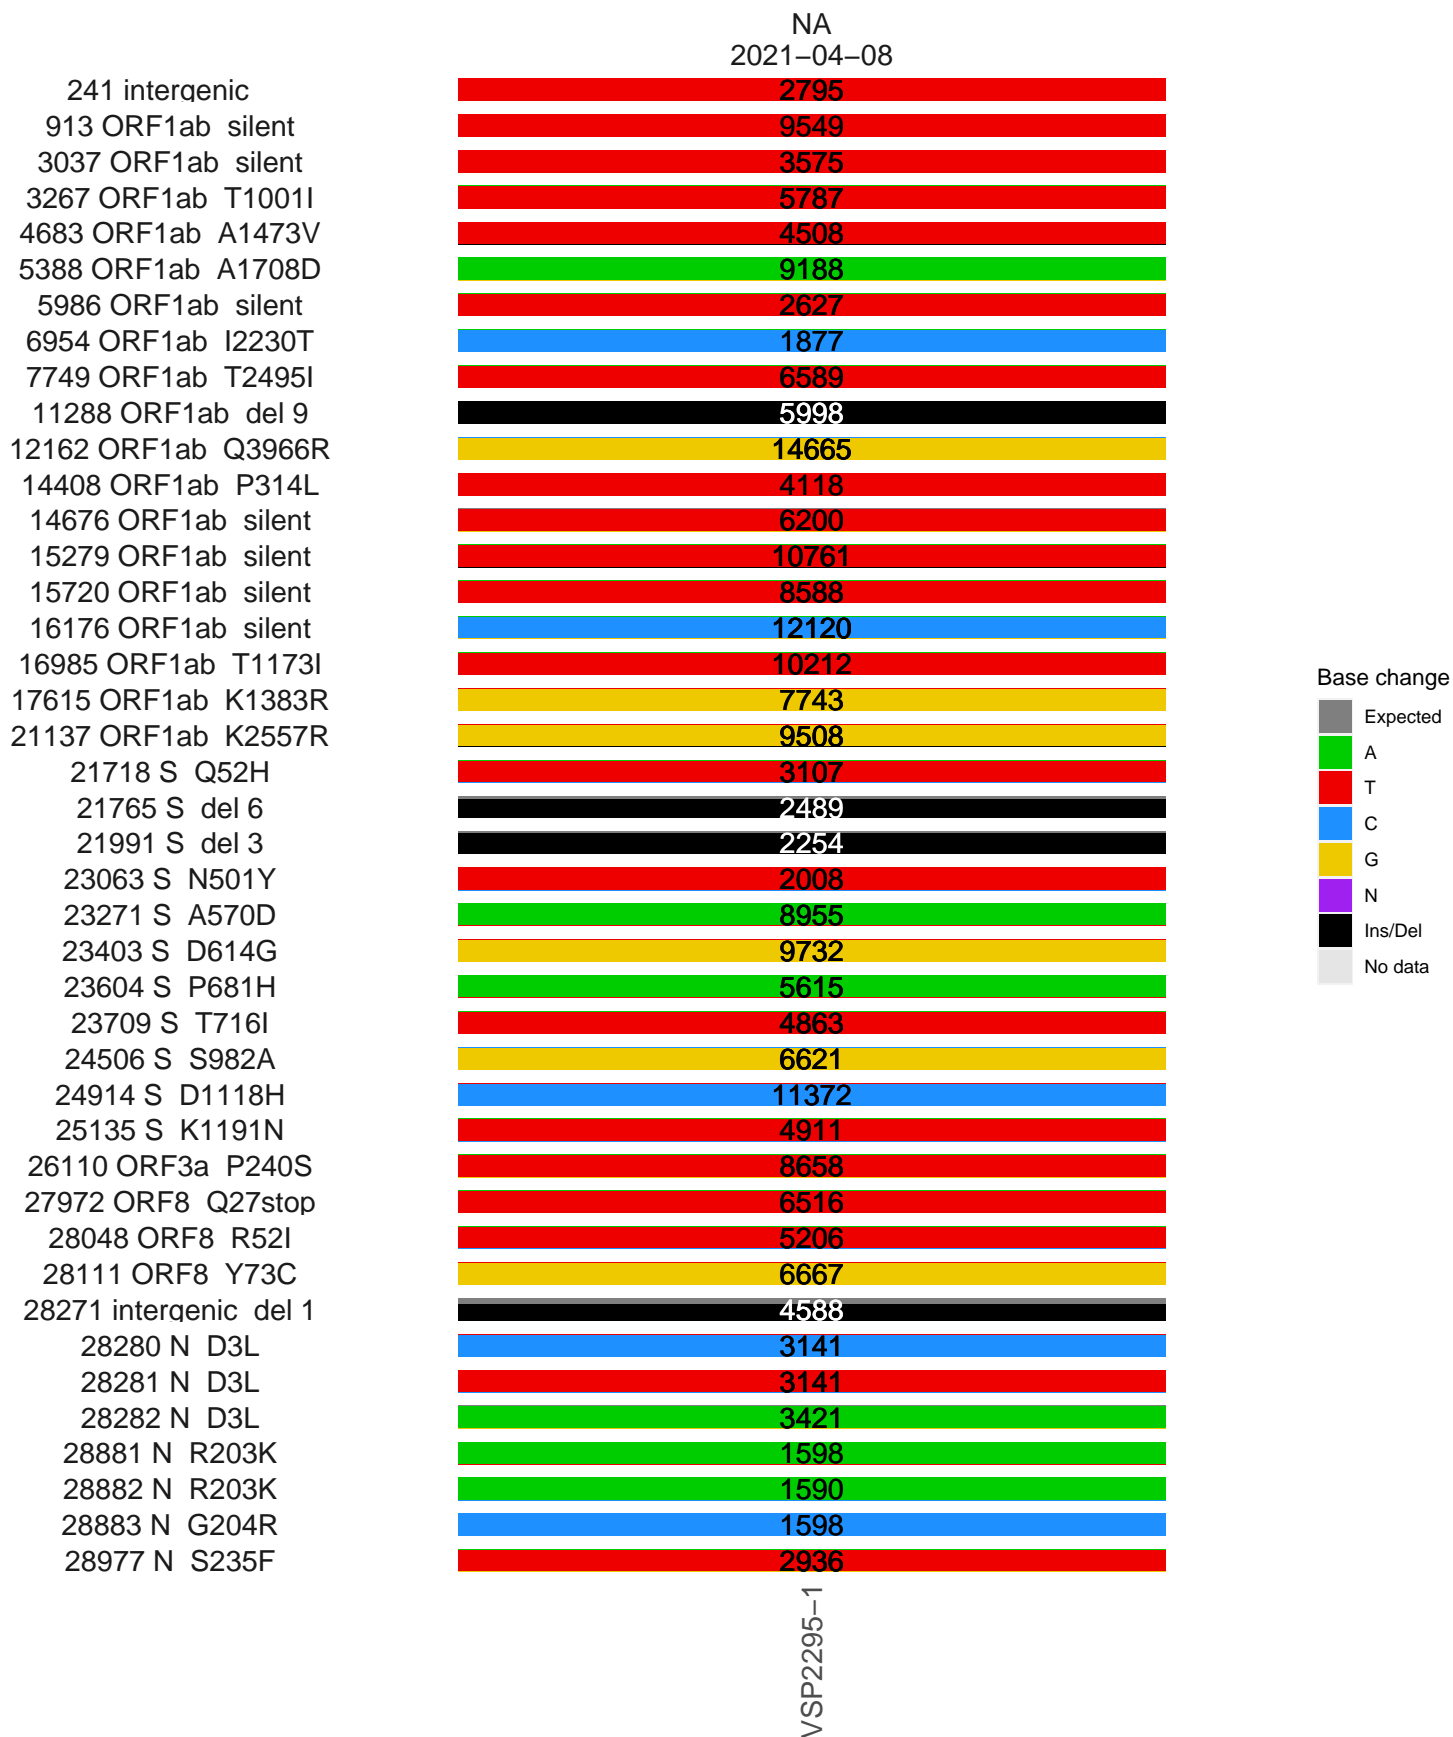 NA
2021−04−08
241 intergenic 2795
913 ORF1ab silent 9549
3037 ORF1ab silent 3575
3267 ORF1ab T1001I 5787
4683 ORF1ab A1473V 4508
5388 ORF1ab A1708D 9188
5986 ORF1ab silent 2627
6954 ORF1ab I2230T 1877
7749 ORF1ab T2495I 6589
11288 ORF1ab del 9 5998
12162 ORF1ab Q3966R 14665
14408 ORF1ab P314L 4118
14676 ORF1ab silent 6200
15279 ORF1ab silent 10761
15720 ORF1ab silent 8588
16176 ORF1ab silent 12120
16985 ORF1ab T1173I 10212
17615 ORF1ab K1383R 7743
21137 ORF1ab K2557R 9508
21718 S Q52H 3107
21765 S del 6 2489
21991 S del 3 2254
23063 S N501Y 2008
23271 S A570D 8955
23403 S D614G 9732
23604 S P681H 5615
23709 S T716I 4863
24506 S S982A 6621
24914 S D1118H 11372
25135 S K1191N 4911
26110 ORF3a P240S 8658
27972 ORF8 Q27stop 6516
28048 ORF8 R52I 5206
28111 ORF8 Y73C 6667
28271 intergenic del 1 4588
28280 N D3L 3141
28281 N D3L 3141
28282 N D3L 3421
28881 N R203K 1598
28882 N R203K 1590
28883 N G204R 1598
28977 N S235F 2936
VSP2295−1
Base change
Expected
A
T
C
G
N
Ins/Del
No data